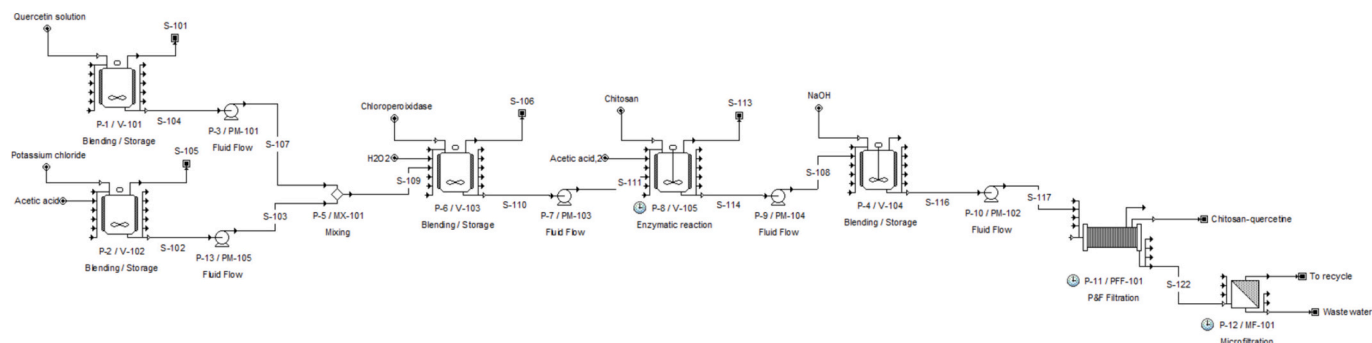 Quercetin solution
S-101
S-104
P-1 / V-101
Blending / Storage
P-3 / PM-101
Fluid Flow
S-107
Potassium chloride
S-105
Acetic acid
S-102
P-2 / V-102
Blending / Storage
P-13 / PM-105
Fluid Flow
S-103
P-5 / MX-101
Mixing
Chloroperoixidase
S-106
H2O2
S-109
P-6 / V-103
Blending / Storage
S-110
P-7 / PM-103
Fluid Flow
Chitosan
S-113
Acetic acid,2
S-111
P-8 / V-105
Enzymatic reaction
S-114
P-9 / PM-104
Fluid Flow
NaOH
S-108
P-4 / V-104
Blending / Storage
S-116
P-10 / PM-102
Fluid Flow
S-117
Chitosan-quercetine
P-11 / PFF-101
P&F Filtration
S-122
To recycle
Waste water
P-12 / MF-101
Microfiltration